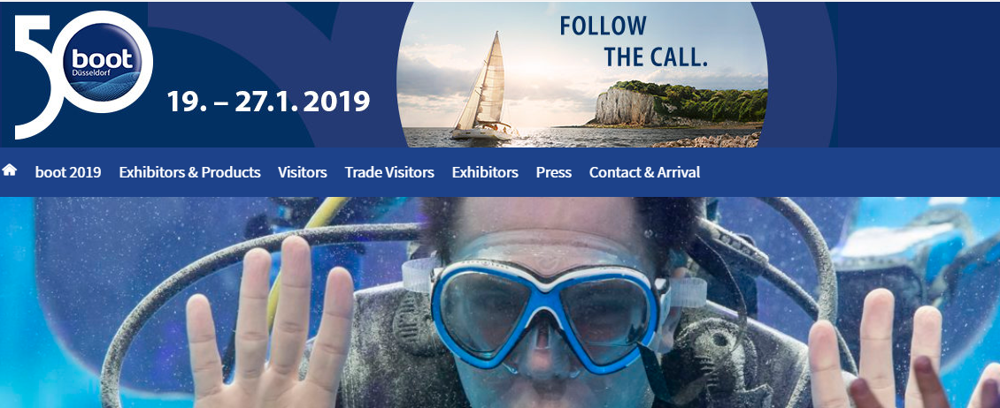 50
boot
Düsseldorf
19. – 27.1. 2019
FOLLOW
THE CALL.
boot 2019 Exhibitors & Products Visitors Trade Visitors Exhibitors Press Contact & Arrival